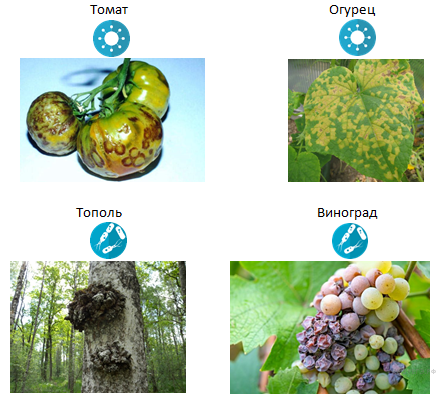 Томат
Огурец
Тополь
Виноград